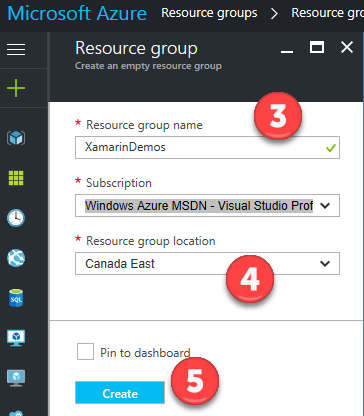 Microsoft Azure Resource groups > Resource gro
Resource group
Create an empty resource group
3
* Resource group name
XamarinDemos
* Subscription
Windows Azure MSDN - Visual Studio Prof
* Resource group location
Canada East
4
Pin to dashboard
5
Create
SQL